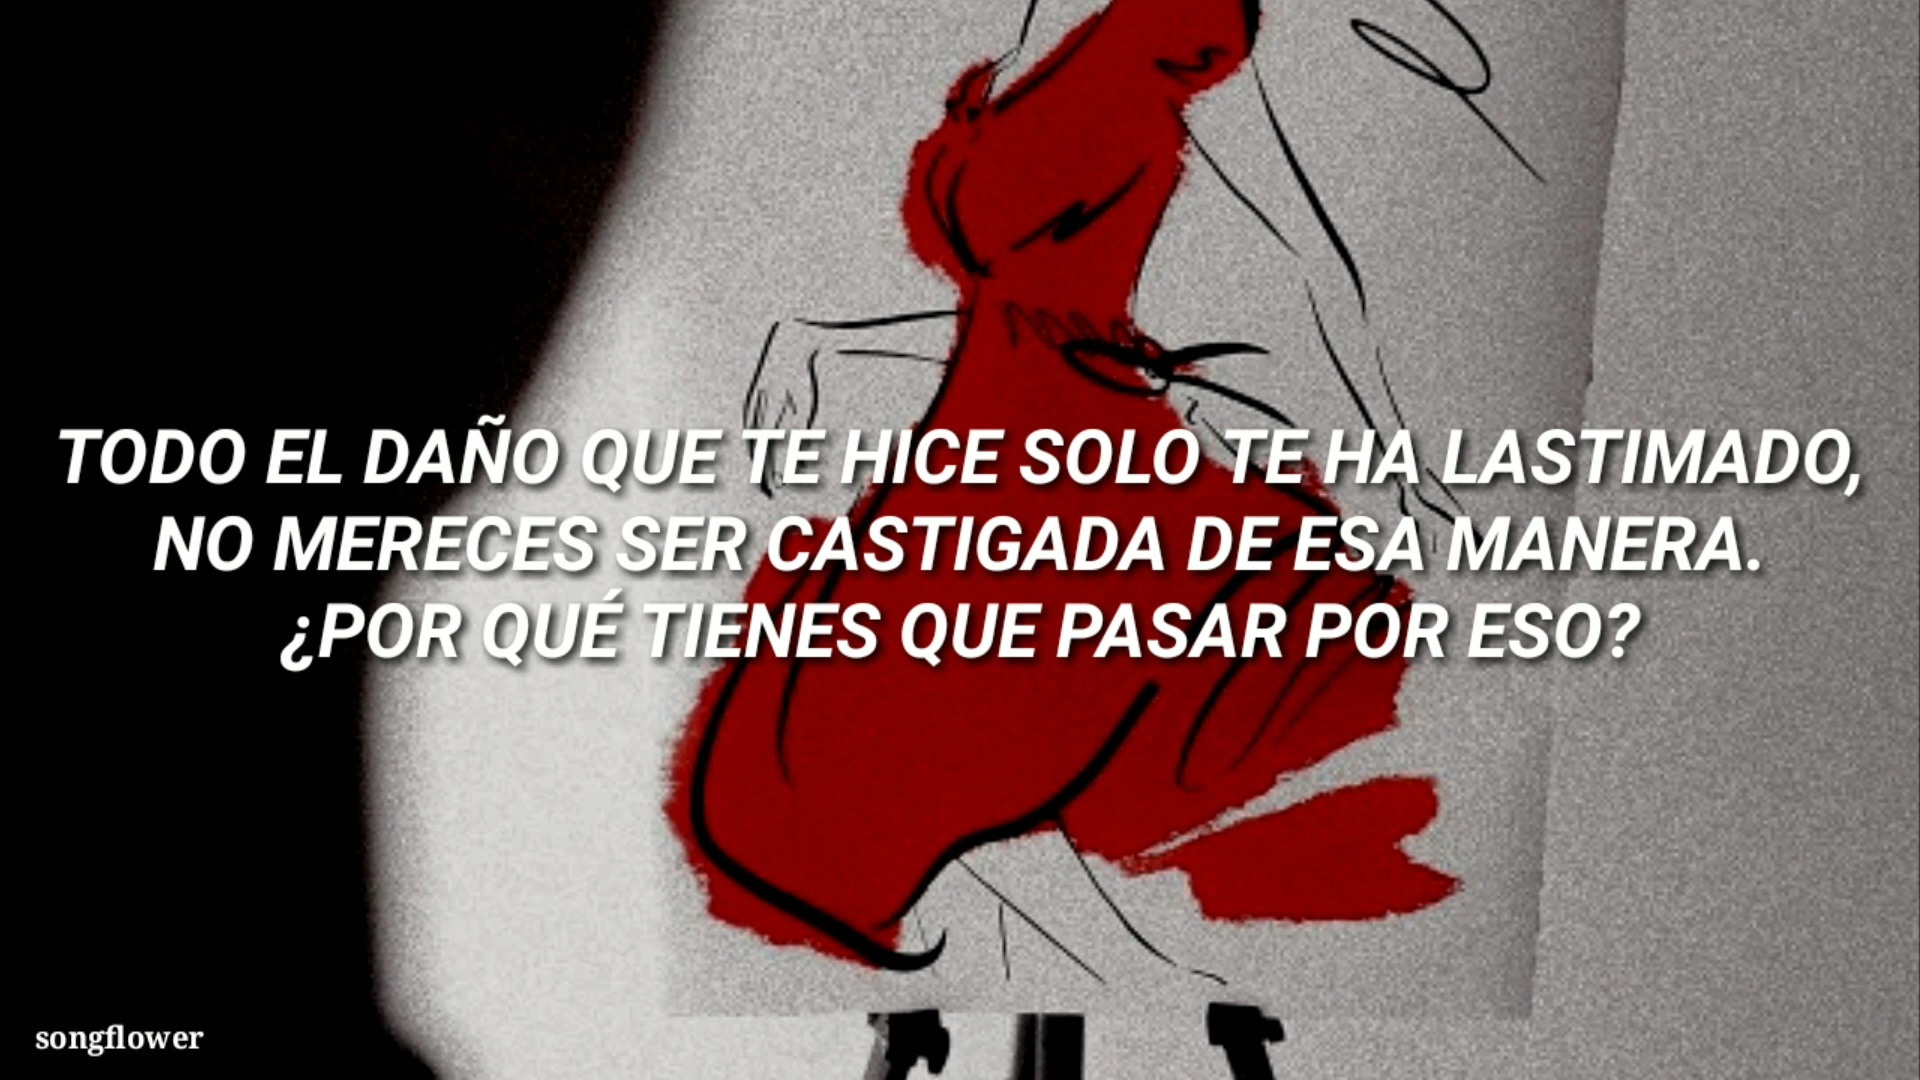 TODO EL DAÑO QUE TE HICE SOLO TE HA LASTIMADO,
NO MERECES SER CASTIGADA DE ESA MANERA.
¿POR QUÉ TIENES QUE PASAR POR ESO?
songflower